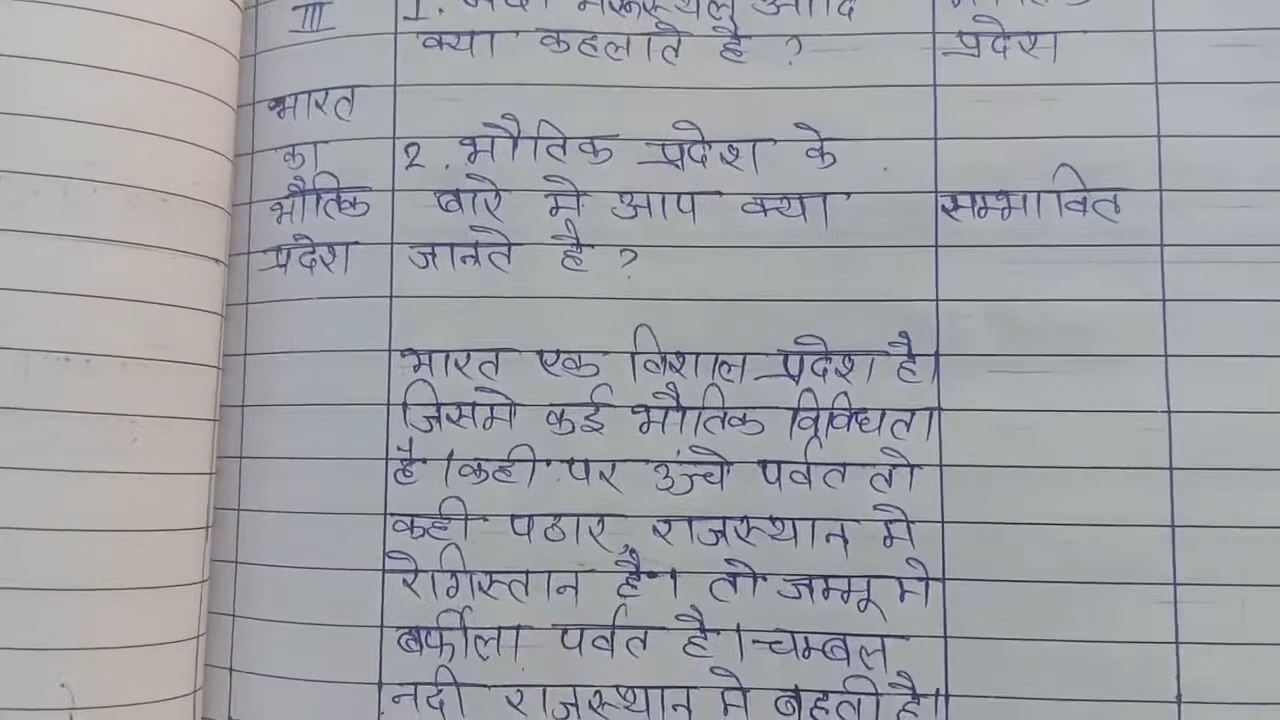 III
क्या कहलाते है ? प्रदेश
भारत
का 2. भौतिक प्रदेश के
भौतिक बारे मे आप क्या सम्भावित
प्रदेश जानते है ?
भारत एक विशाल प्रदेश है।
जिसमे कई भौतिक विविधता
है। कही पर उंचे पर्वत तो
कही पठार, राजस्थान मे
रेगिस्तान है। तो जम्मू मे
बर्फीला पर्वत है। चम्बल
नदी राजस्थान मे बहती है।